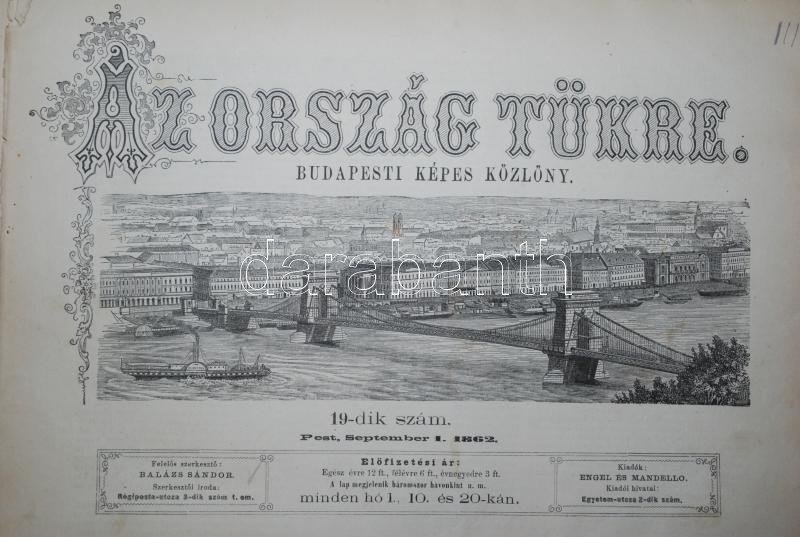 AZ ORSZÁG TÜKRE.
BUDAPESTI KÉPES KÖZLÖNY.
darabanth
19-dik szám.
Pest, September 1. 1862.
Felelős szerkesztő:
BALÁZS SÁNDOR.
Szerkesztői iroda:
Régiposta-utcza 3-dik szám 1. em.
Előfizetési ár:
Egész évre 12 ft., félévre 6 ft., évnegyedre 3 ft.
A lap megjelenik háromszor havonkint u. m.
minden hó 1., 10. és 20-kán.
Kiadók:
ENGEL ÉS MANDELLO.
Kiadói hivatal:
Egyetem-utcza 2-dik szám.